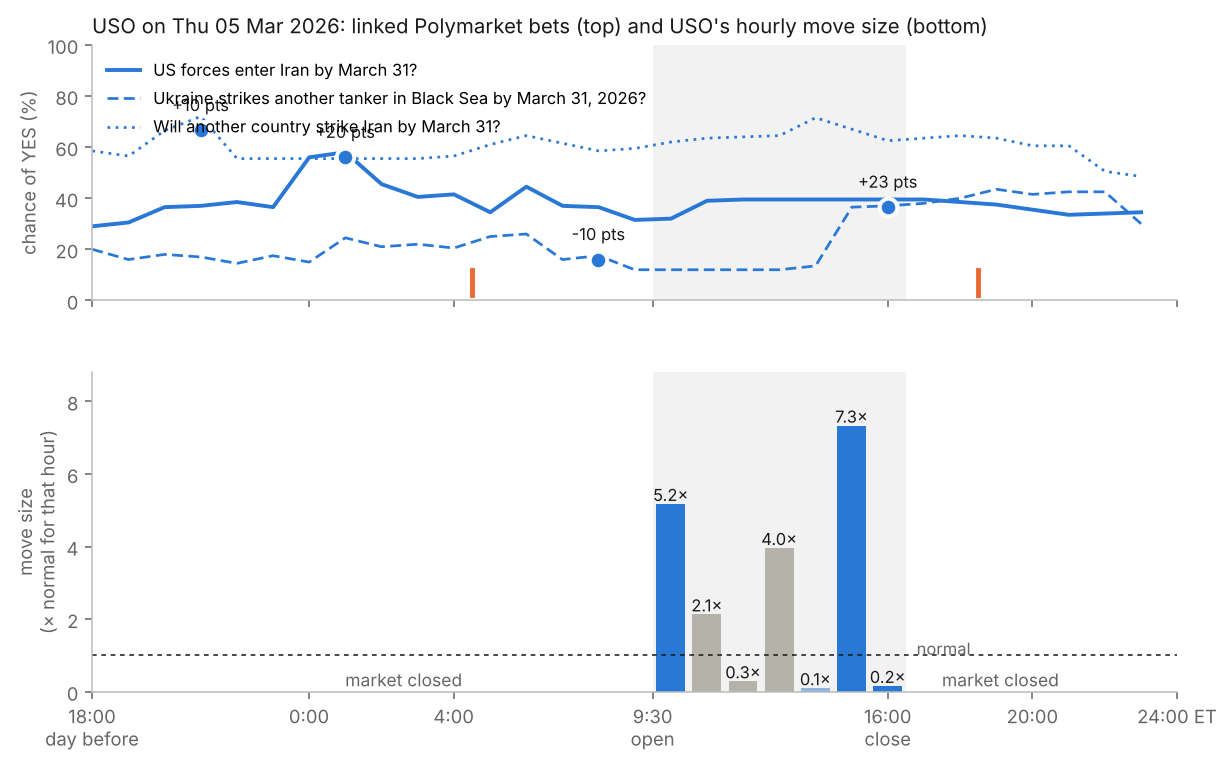 USO on Thu 05 Mar 2026: linked Polymarket bets (top) and USO's hourly move size (bottom)
100
80
60
40
20
0
chance of YES (%)
US forces enter Iran by March 31?
Ukraine strikes another tanker in Black Sea by March 31, 2026?
Will another country strike Iran by March 31?
+10 pts
+20 pts
-10 pts
+23 pts
8
6
4
2
0
move size
(× normal for that hour)
5.2×
2.1×
0.3×
4.0×
0.1×
7.3×
0.2×
normal
market closed
market closed
18:00
day before
0:00
4:00
9:30
open
16:00
close
20:00
24:00 ET